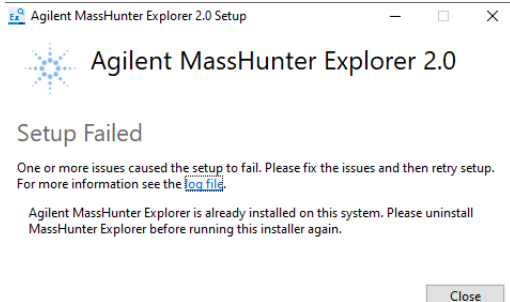 Agilent MassHunter Explorer 2.0 Setup
Agilent MassHunter Explorer 2.0
Setup Failed
One or more issues caused the setup to fail. Please fix the issues and then retry setup.
For more information see the log file.
Agilent MassHunter Explorer is already installed on this system. Please uninstall
MassHunter Explorer before running this installer again.
Close